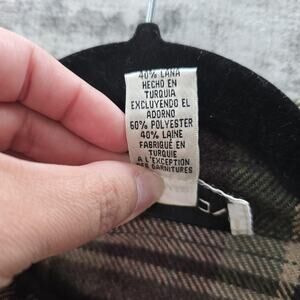 40% LANA
HECHO EN
TURQUIA
EXCLUYENDO EL
ADORNO
60% POLYESTER
40% LAINE
FABRIQUÉ EN
TURQUIE
A L'EXCEPTION
DES GARNITURES